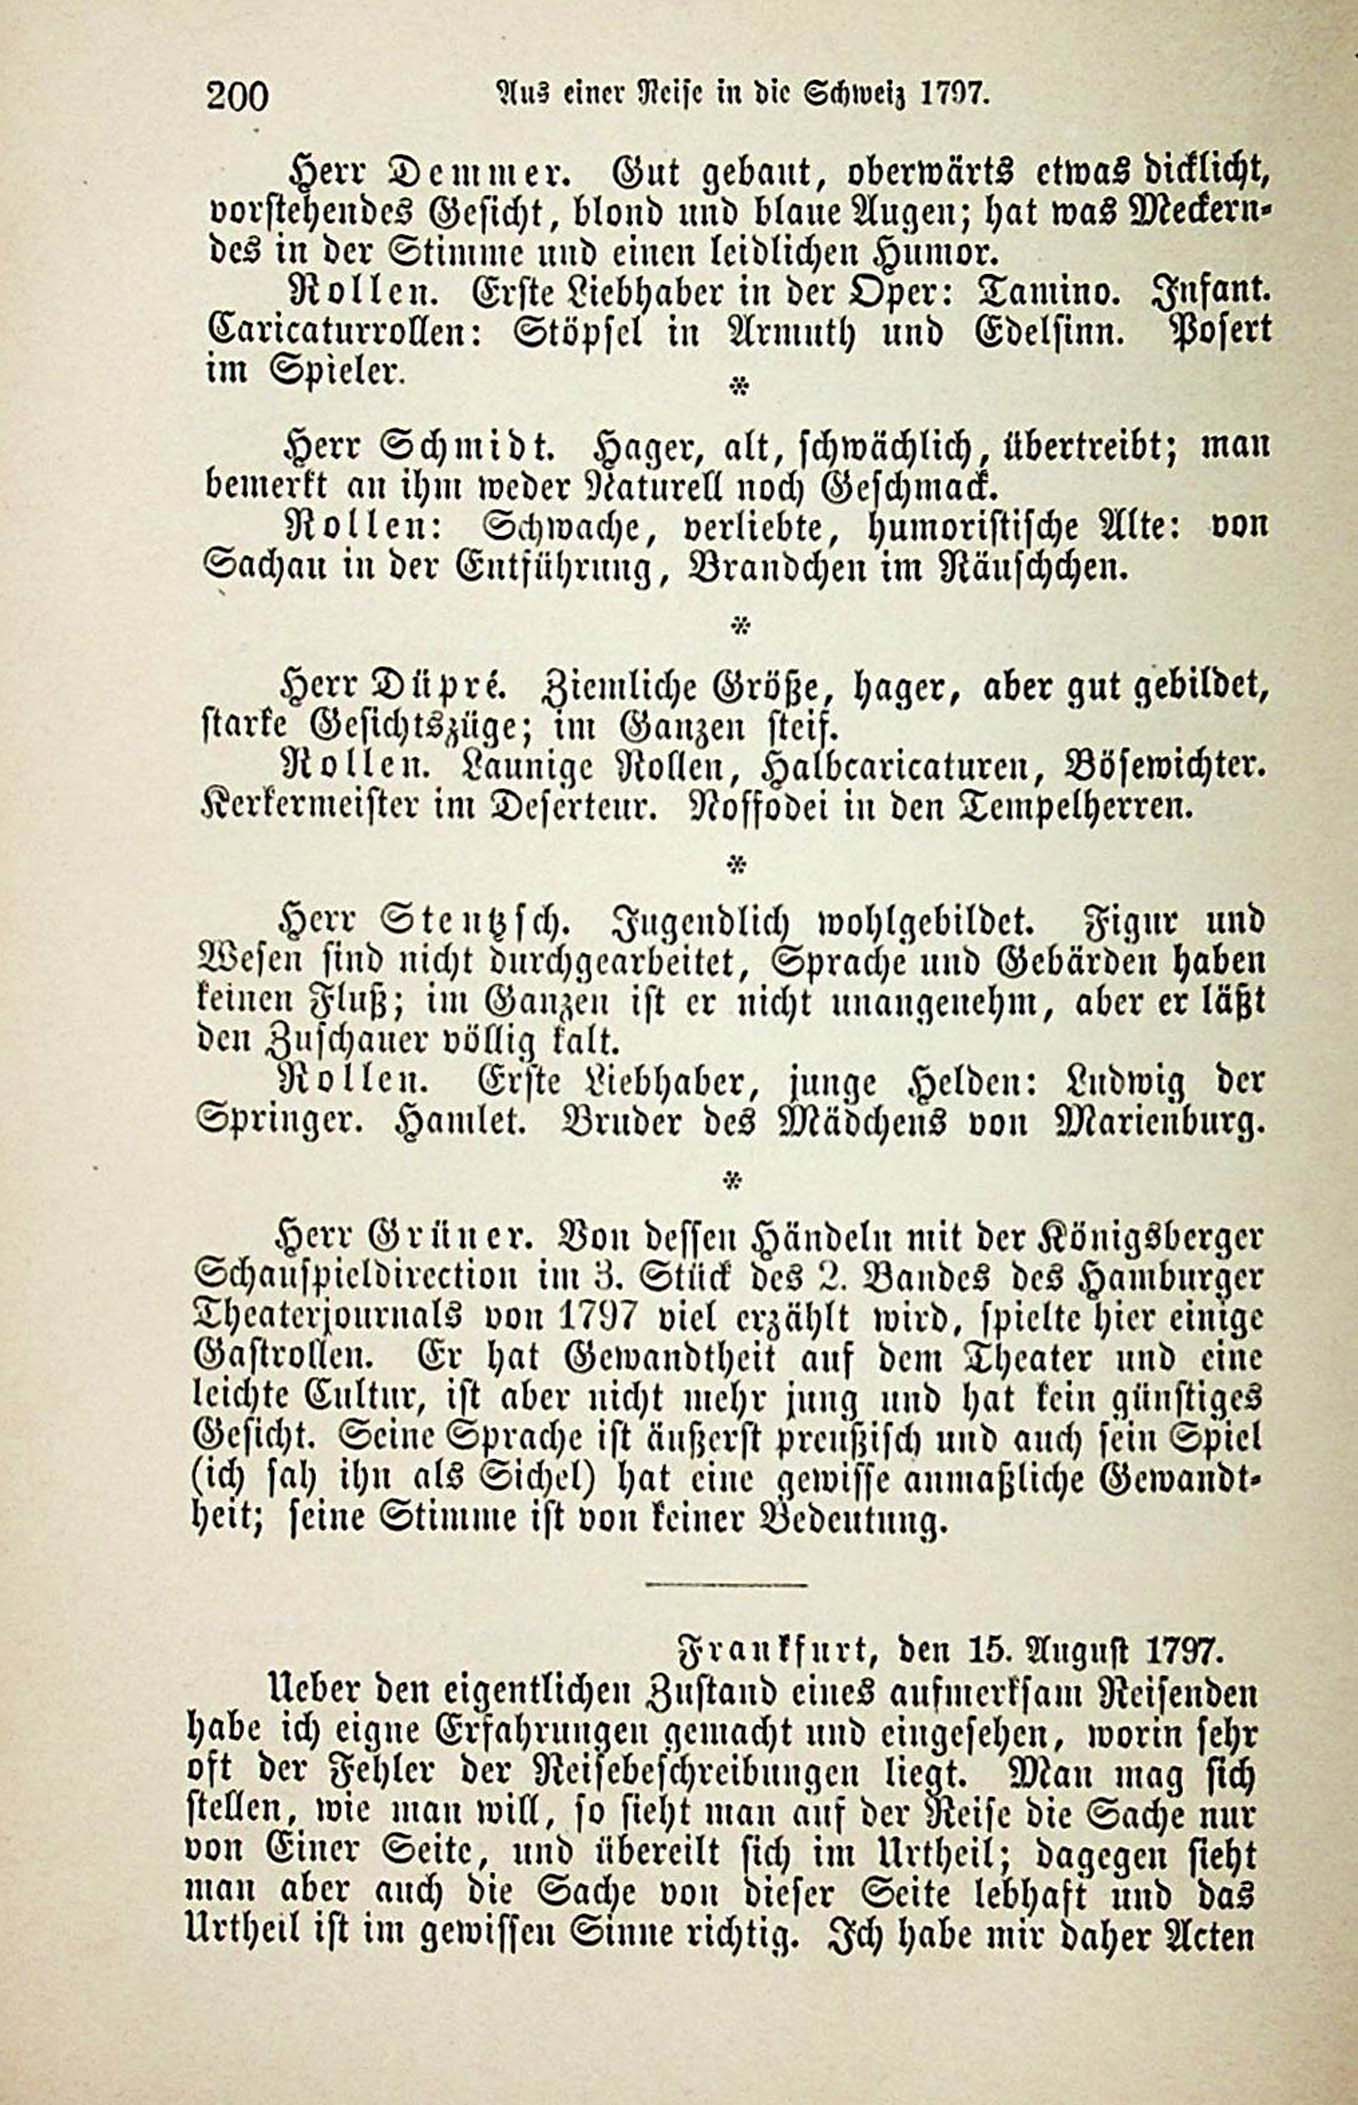 200 Aus einer Reise in die Schweiz 1797.
Herr Demmer. Gut gebaut, oberwärts etwas dicklicht,
vorstehendes Gesicht, blond und blaue Augen; hat was Meckern-
des in der Stimme und einen leidlichen Humor.
Rollen. Erste Liebhaber in der Oper: Tamino. Infant.
Caricaturrollen: Stöpsel in Armuth und Edelsinn. Posert
im Spieler.
*
Herr Schmidt. Hager, alt, schwächlich, übertreibt; man
bemerkt an ihm weder Naturell noch Geschmack.
Rollen: Schwache, verliebte, humoristische Alte: von
Sachau in der Entführung, Brandchen im Räuschchen.
*
Herr Düpré. Ziemliche Größe, hager, aber gut gebildet,
starke Gesichtszüge; im Ganzen steif.
Rollen. Launige Rollen, Halbcaricaturen, Bösewichter.
Kerkermeister im Deserteur. Noffodei in den Tempelherren.
*
Herr Stentzsch. Jugendlich wohlgebildet. Figur und
Wesen sind nicht durchgearbeitet, Sprache und Gebärden haben
keinen Fluß; im Ganzen ist er nicht unangenehm, aber er läßt
den Zuschauer völlig kalt.
Rollen. Erste Liebhaber, junge Helden: Ludwig der
Springer. Hamlet. Bruder des Mädchens von Marienburg.
*
Herr Grüner. Von dessen Händeln mit der Königsberger
Schauspieldirection im 3. Stück des 2. Bandes des Hamburger
Theaterjournals von 1797 viel erzählt wird, spielte hier einige
Gastrollen. Er hat Gewandtheit auf dem Theater und eine
leichte Cultur, ist aber nicht mehr jung und hat kein günstiges
Gesicht. Seine Sprache ist äußerst preußisch und auch sein Spiel
(ich sah ihn als Sichel) hat eine gewisse anmaßliche Gewandt-
heit; seine Stimme ist von keiner Bedeutung.
Frankfurt, den 15. August 1797.
Ueber den eigentlichen Zustand eines aufmerksam Reisenden
habe ich eigne Erfahrungen gemacht und eingesehen, worin sehr
oft der Fehler der Reisebeschreibungen liegt. Man mag sich
stellen, wie man will, so sieht man auf der Reise die Sache nur
von Einer Seite, und übereilt sich im Urtheil; dagegen sieht
man aber auch die Sache von dieser Seite lebhaft und das
Urtheil ist im gewissen Sinne richtig. Ich habe mir daher Acten